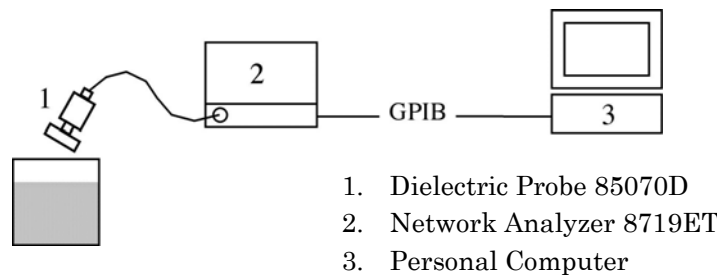 2
1
GPIB
3
1. Dielectric Probe 85070D
2. Network Analyzer 8719ET
3. Personal Computer